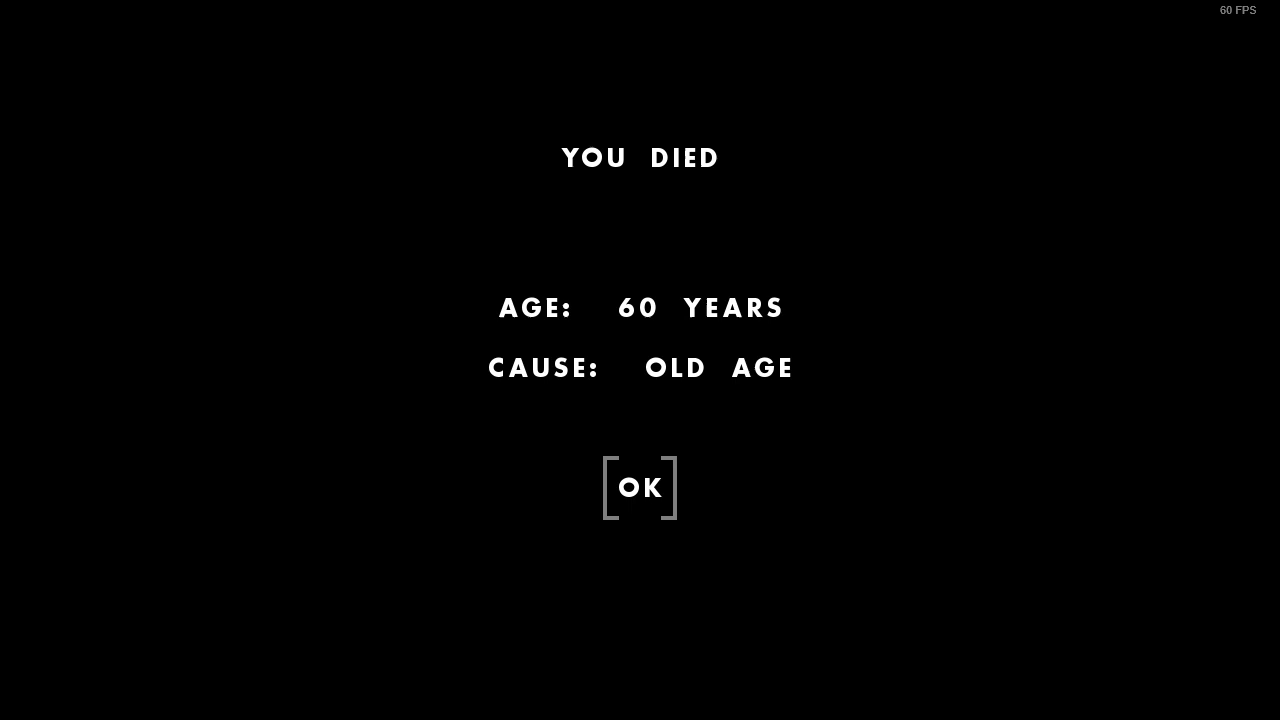 60 FPS
YOU DIED
AGE: 60 YEARS
CAUSE: OLD AGE
OK